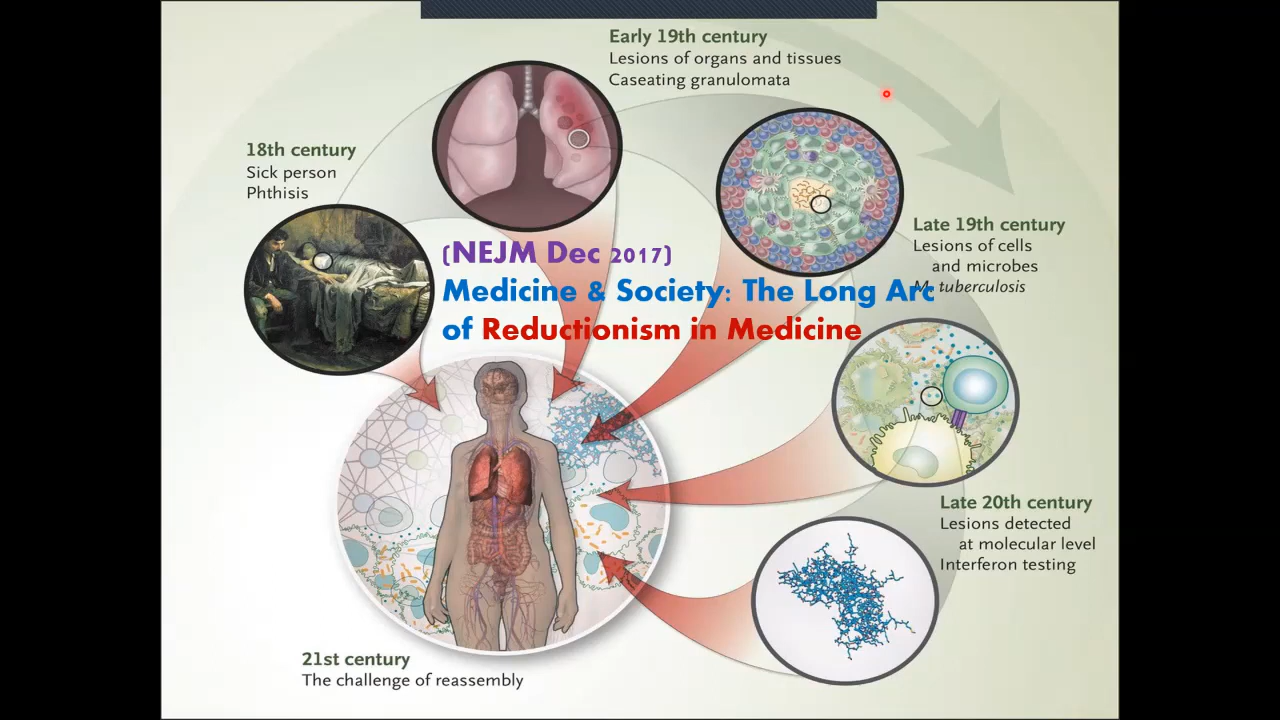 Early 19th century
Lesions of organs and tissues
Caseating granulomata
18th century
Sick person
Phthisis
Late 19th century
Lesions of cells
and microbes
M. tuberculosis
(NEJM Dec 2017)
Medicine & Society: The Long Arc
of Reductionism in Medicine
Late 20th century
Lesions detected
at molecular level
Interferon testing
21st century
The challenge of reassembly